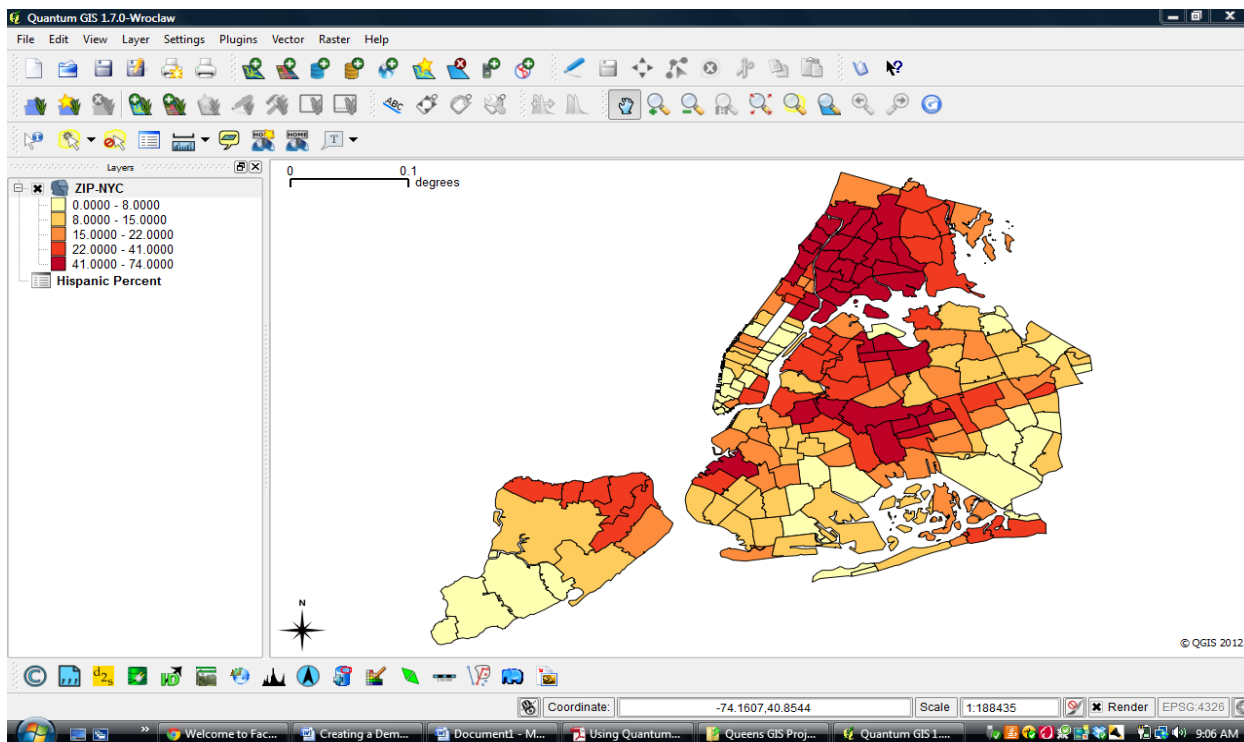 Quantum GIS 1.7.0-Wroclaw
File Edit View Layer Settings Plugins Vector Raster Help
ABC
HOME
T
Layers
ZIP-NYC
0.0000 - 8.0000
8.0000 - 15.0000
15.0000 - 22.0000
22.0000 - 41.0000
41.0000 - 74.0000
Hispanic Percent
0 0.1
degrees
N
© QGIS 2012
Coordinate: -74.1607,40.8544 Scale 1:188435 Render EPSG:4326
Welcome to Fac... Creating a Dem... Document1 - M... Using Quantum... Queens GIS Proj... Quantum GIS 1.... 9:06 AM